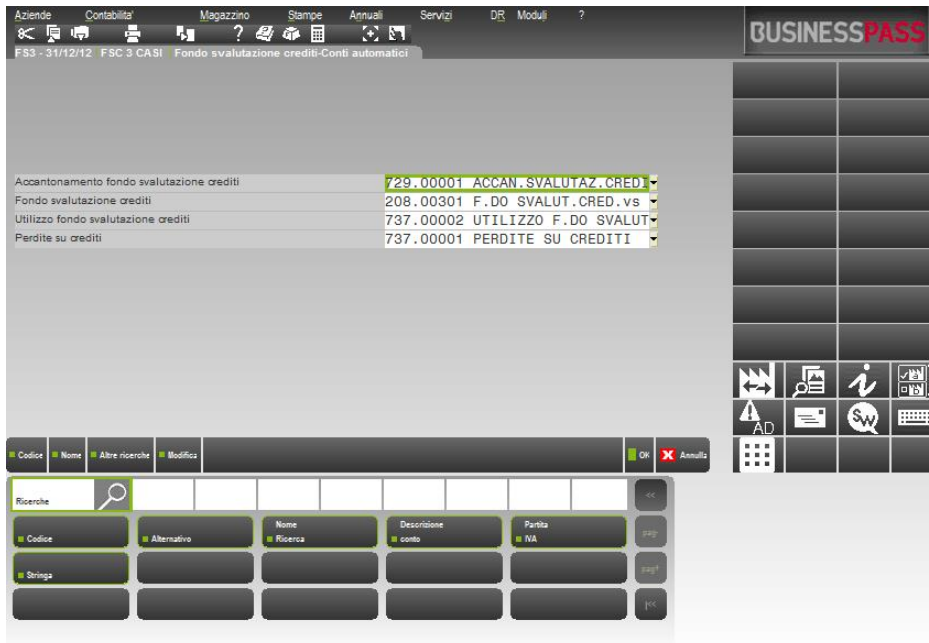 Aziende Contabilita' Magazzino Stampe Annuali Servizi DR Moduli ?
BUSINESSPASS
?
FS3 - 31/12/12 FSC 3 CASI Fondo svalutazione crediti-Conti automatici
Accantonamento fondo svalutazione crediti 729.00001 ACCAN.SVALUTAZ.CREDI
Fondo svalutazione crediti 208.00301 F.DO SVALUT.CRED.vs
Utilizzo fondo svalutazione crediti 737.00002 UTILIZZO F.DO SVALUT
Perdite su crediti 737.00001 PERDITE SU CREDITI
i
AD SW
Codice Nome Altre ricerche Modifica OK X Annulla
Ricerche <<
Codice Alternativo Nome Ricerca Descrizione conto Partita IVA pag-
Stringa pag+
|<<